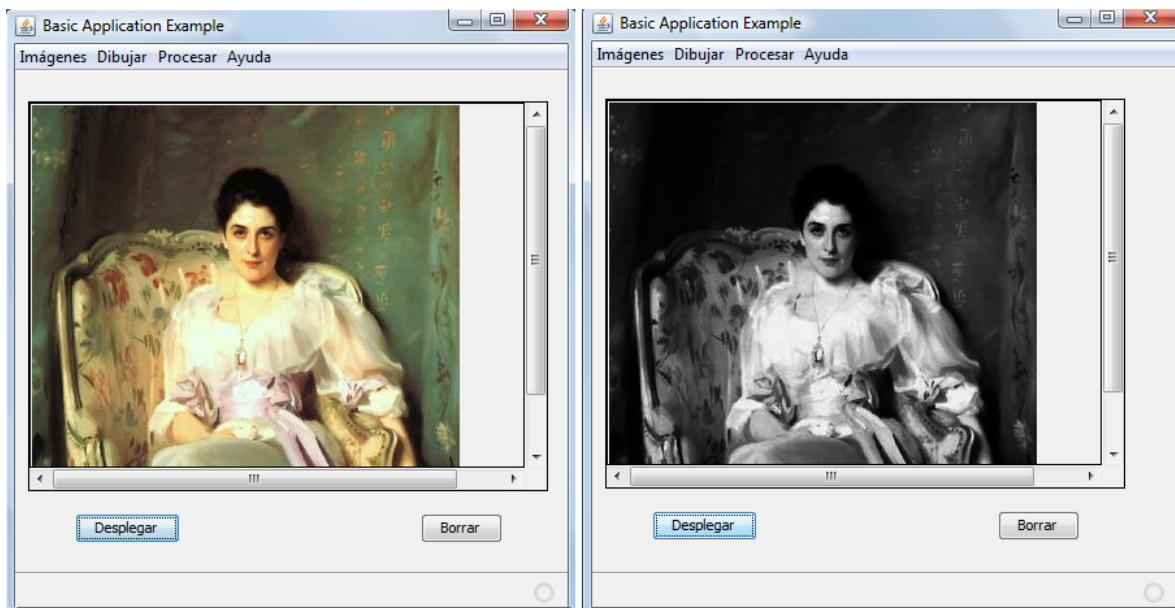 Basic Application Example
Imágenes Dibujar Procesar Ayuda
Desplegar
Borrar
Basic Application Example
Imágenes Dibujar Procesar Ayuda
Desplegar
Borrar